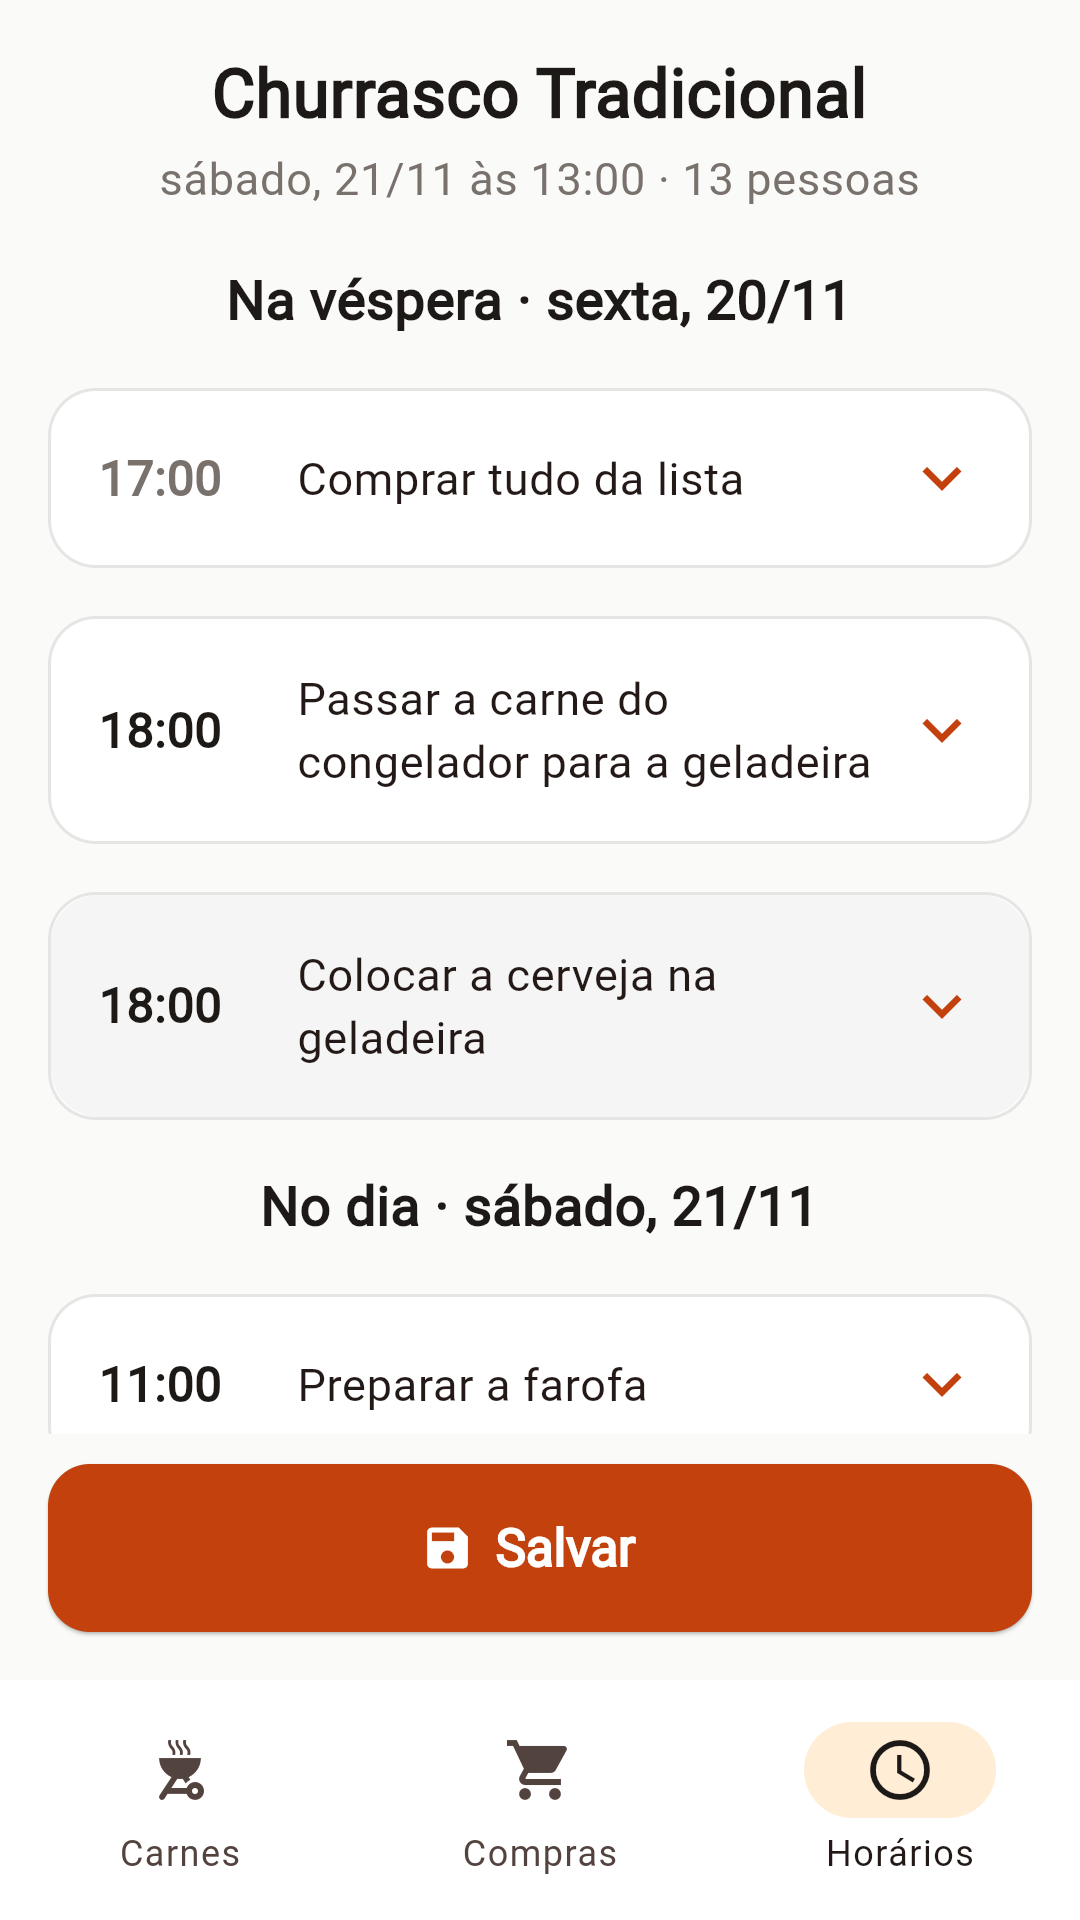 Churrasco Tradicional
sábado, 21/11 às 13:00 · 13 pessoas
Na véspera · sexta, 20/11
17:00 Comprar tudo da lista
18:00 Passar a carne do
congelador para a geladeira
18:00 Colocar a cerveja na
geladeira
No dia · sábado, 21/11
11:00 Preparar a farofa
Salvar
Carnes Compras Horários